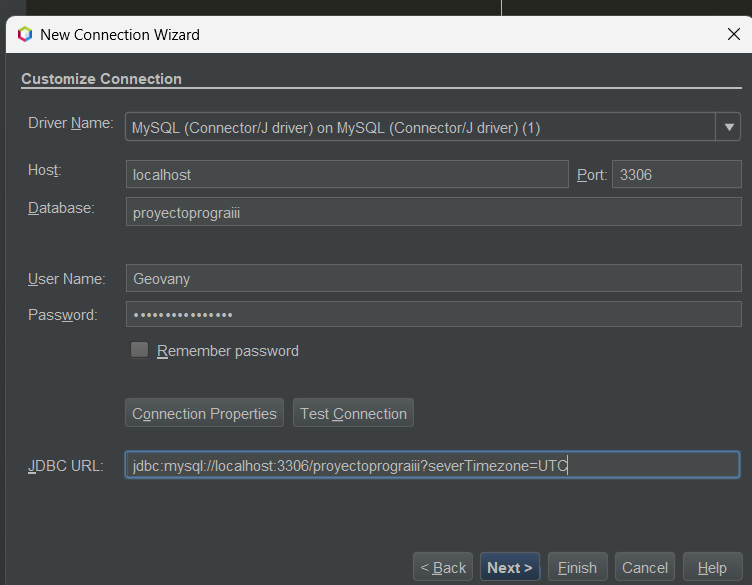 New Connection Wizard
Customize Connection
Driver Name: MySQL (Connector/J driver) on MySQL (Connector/J driver) (1)
Host: localhost Port: 3306
Database: proyectoprograiii
User Name: Geovany
Password: ••••••••••••••••
Remember password
Connection Properties Test Connection
JDBC URL: jdbc:mysql://localhost:3306/proyectoprograiii?severTimezone=UTC
< Back Next > Finish Cancel Help